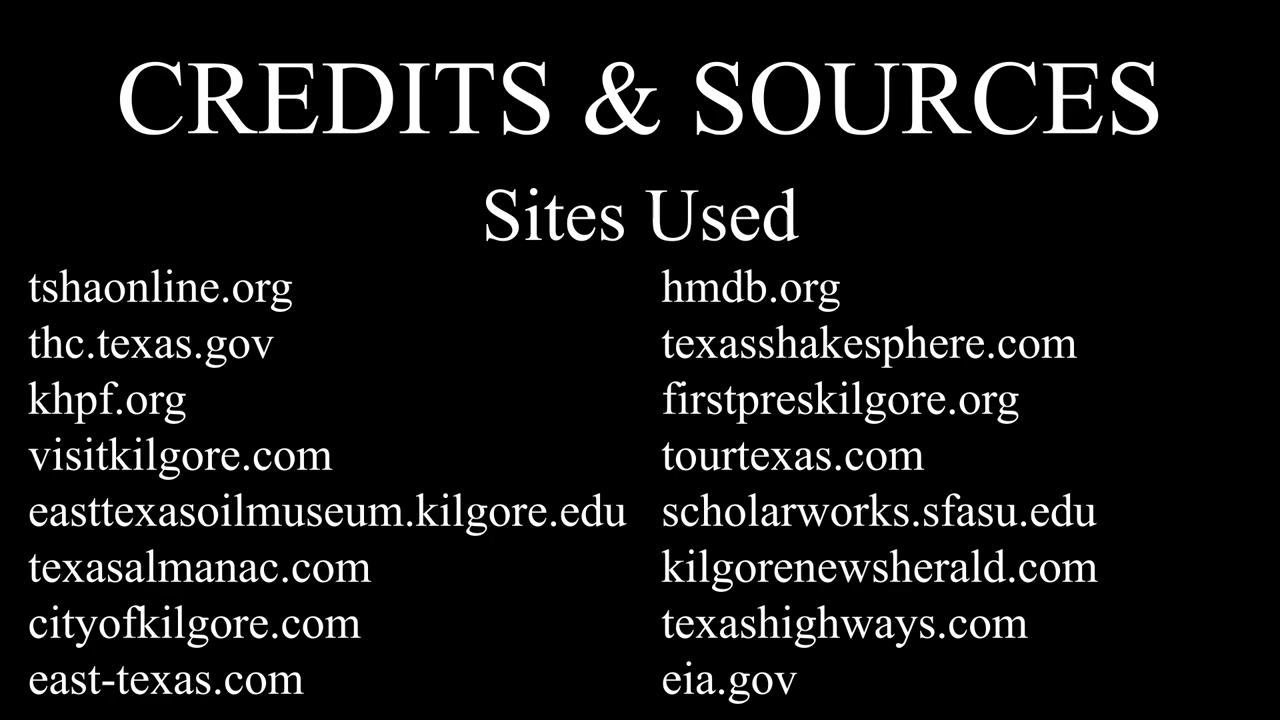 CREDITS & SOURCES
Sites Used
tshaonline.org
thc.texas.gov
khpf.org
visitkilgore.com
easttexasoilmuseum.kilgore.edu
texasalmanac.com
cityofkilgore.com
east-texas.com
hmdb.org
texasshakesphere.com
firstpreskilgore.org
tourtexas.com
scholarworks.sfasu.edu
kilgorenewsherald.com
texashighways.com
eia.gov